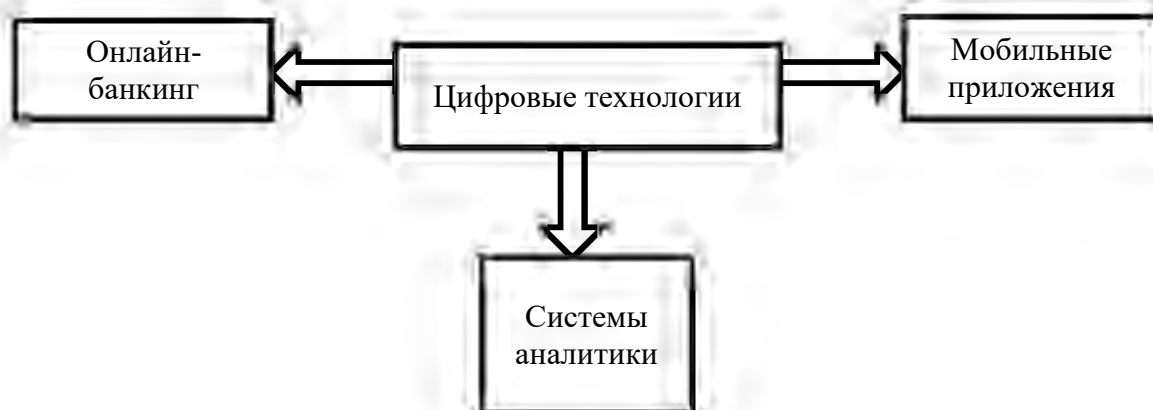 Онлайн-
банкинг
Цифровые технологии
Мобильные
приложения
Системы
аналитики